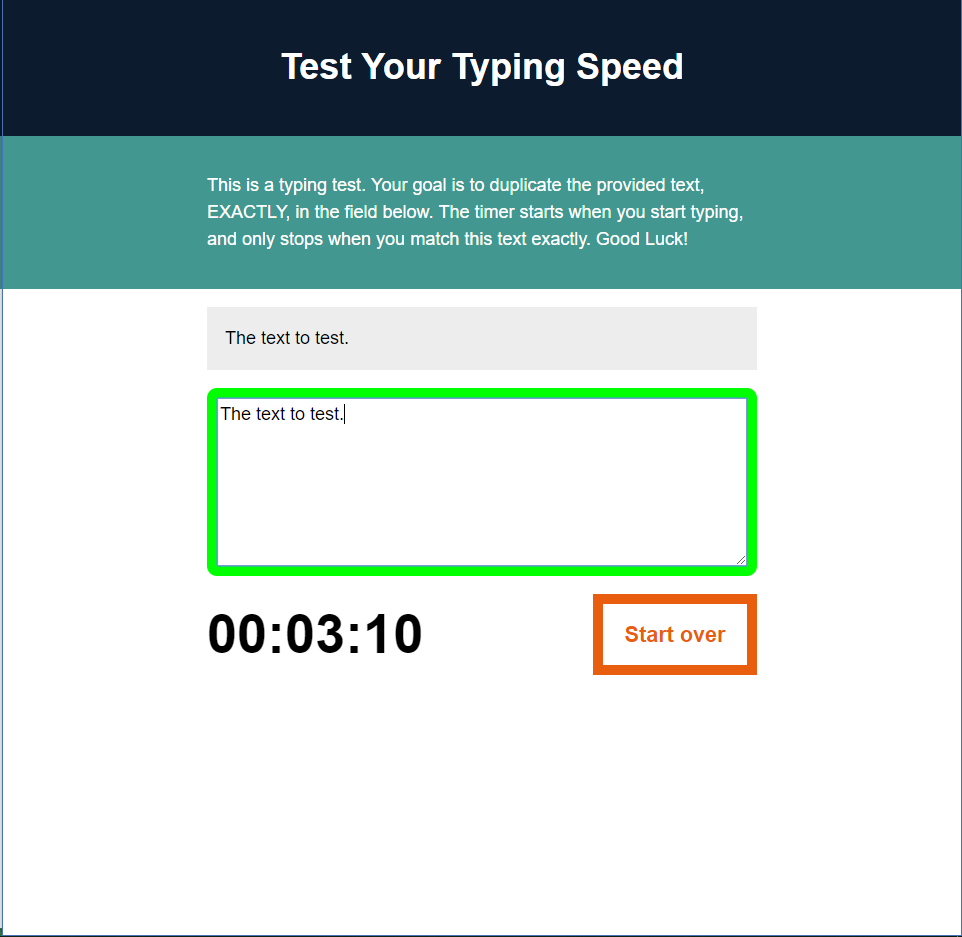 Test Your Typing Speed
This is a typing test. Your goal is to duplicate the provided text,
EXACTLY, in the field below. The timer starts when you start typing,
and only stops when you match this text exactly. Good Luck!
The text to test.
The text to test.
00:03:10
Start over